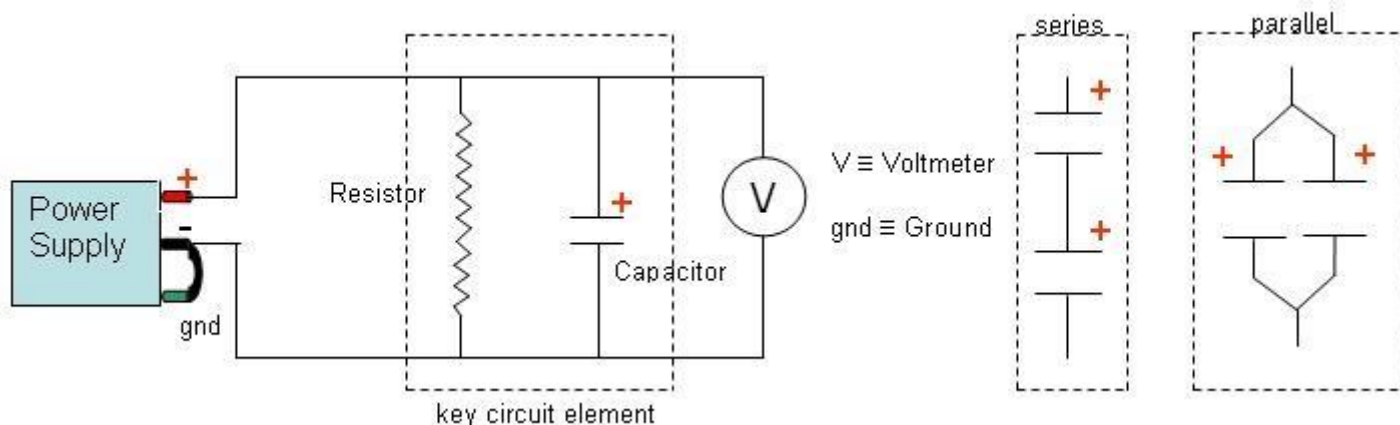 series
parallel
+
+
+
+
V ≡ Voltmeter
gnd ≡ Ground
+
Power
Supply
+
-
gnd
Resistor
+
Capacitor
V
key circuit element